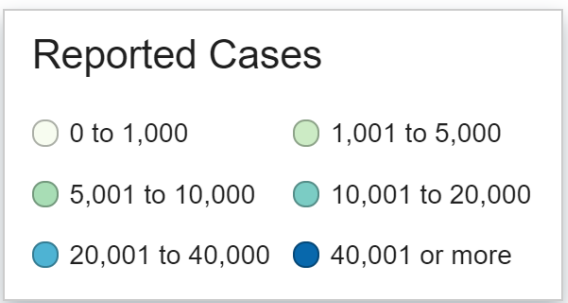 Reported Cases
0 to 1,000 1,001 to 5,000
5,001 to 10,000 10,001 to 20,000
20,001 to 40,000 40,001 or more